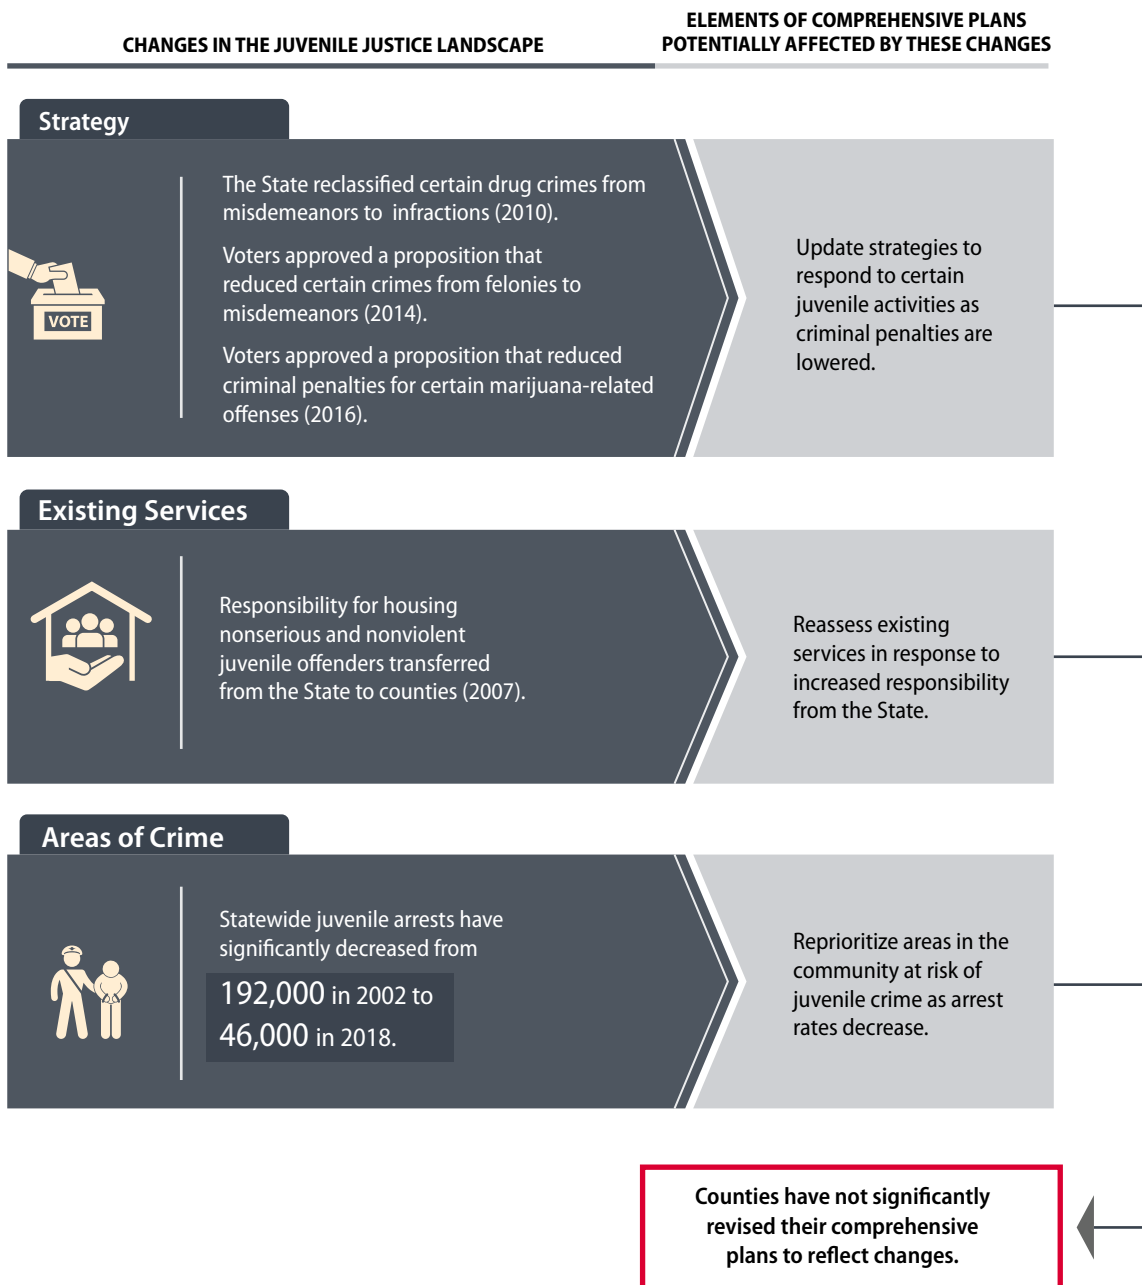 CHANGES IN THE JUVENILE JUSTICE LANDSCAPE
ELEMENTS OF COMPREHENSIVE PLANS
POTENTIALLY AFFECTED BY THESE CHANGES
Strategy
VOTE
The State reclassified certain drug crimes from
misdemeanors to infractions (2010).
Voters approved a proposition that
reduced certain crimes from felonies to
misdemeanors (2014).
Voters approved a proposition that reduced
criminal penalties for certain marijuana-related
offenses (2016).
Update strategies to
respond to certain
juvenile activities as
criminal penalties are
lowered.
Existing Services
Responsibility for housing
nonserious and nonviolent
juvenile offenders transferred
from the State to counties (2007).
Reassess existing
services in response to
increased responsibility
from the State.
Areas of Crime
Statewide juvenile arrests have
significantly decreased from
192,000 in 2002 to
46,000 in 2018.
Reprioritize areas in the
community at risk of
juvenile crime as arrest
rates decrease.
Counties have not significantly
revised their comprehensive
plans to reflect changes.